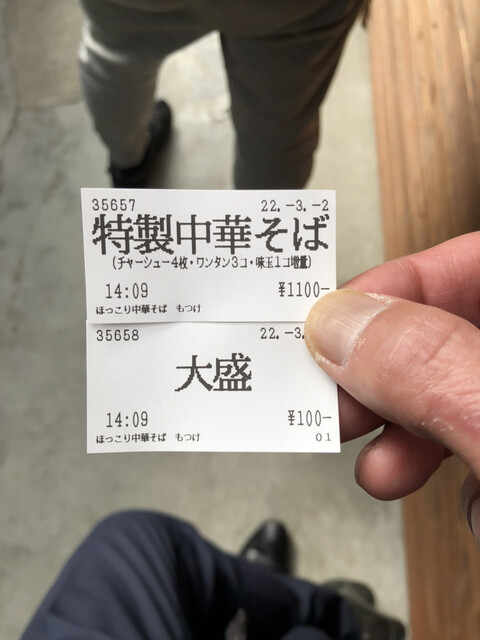 35657 22.-3.-2
特製中華そば
(チャーシュー4枚・ワンタン3コ・味玉1コ増量)
14:09 ¥1100-
ほっこり中華そば もつけ
35658 22.-3.
大盛
14:09 ¥100-
ほっこり中華そば もつけ 01